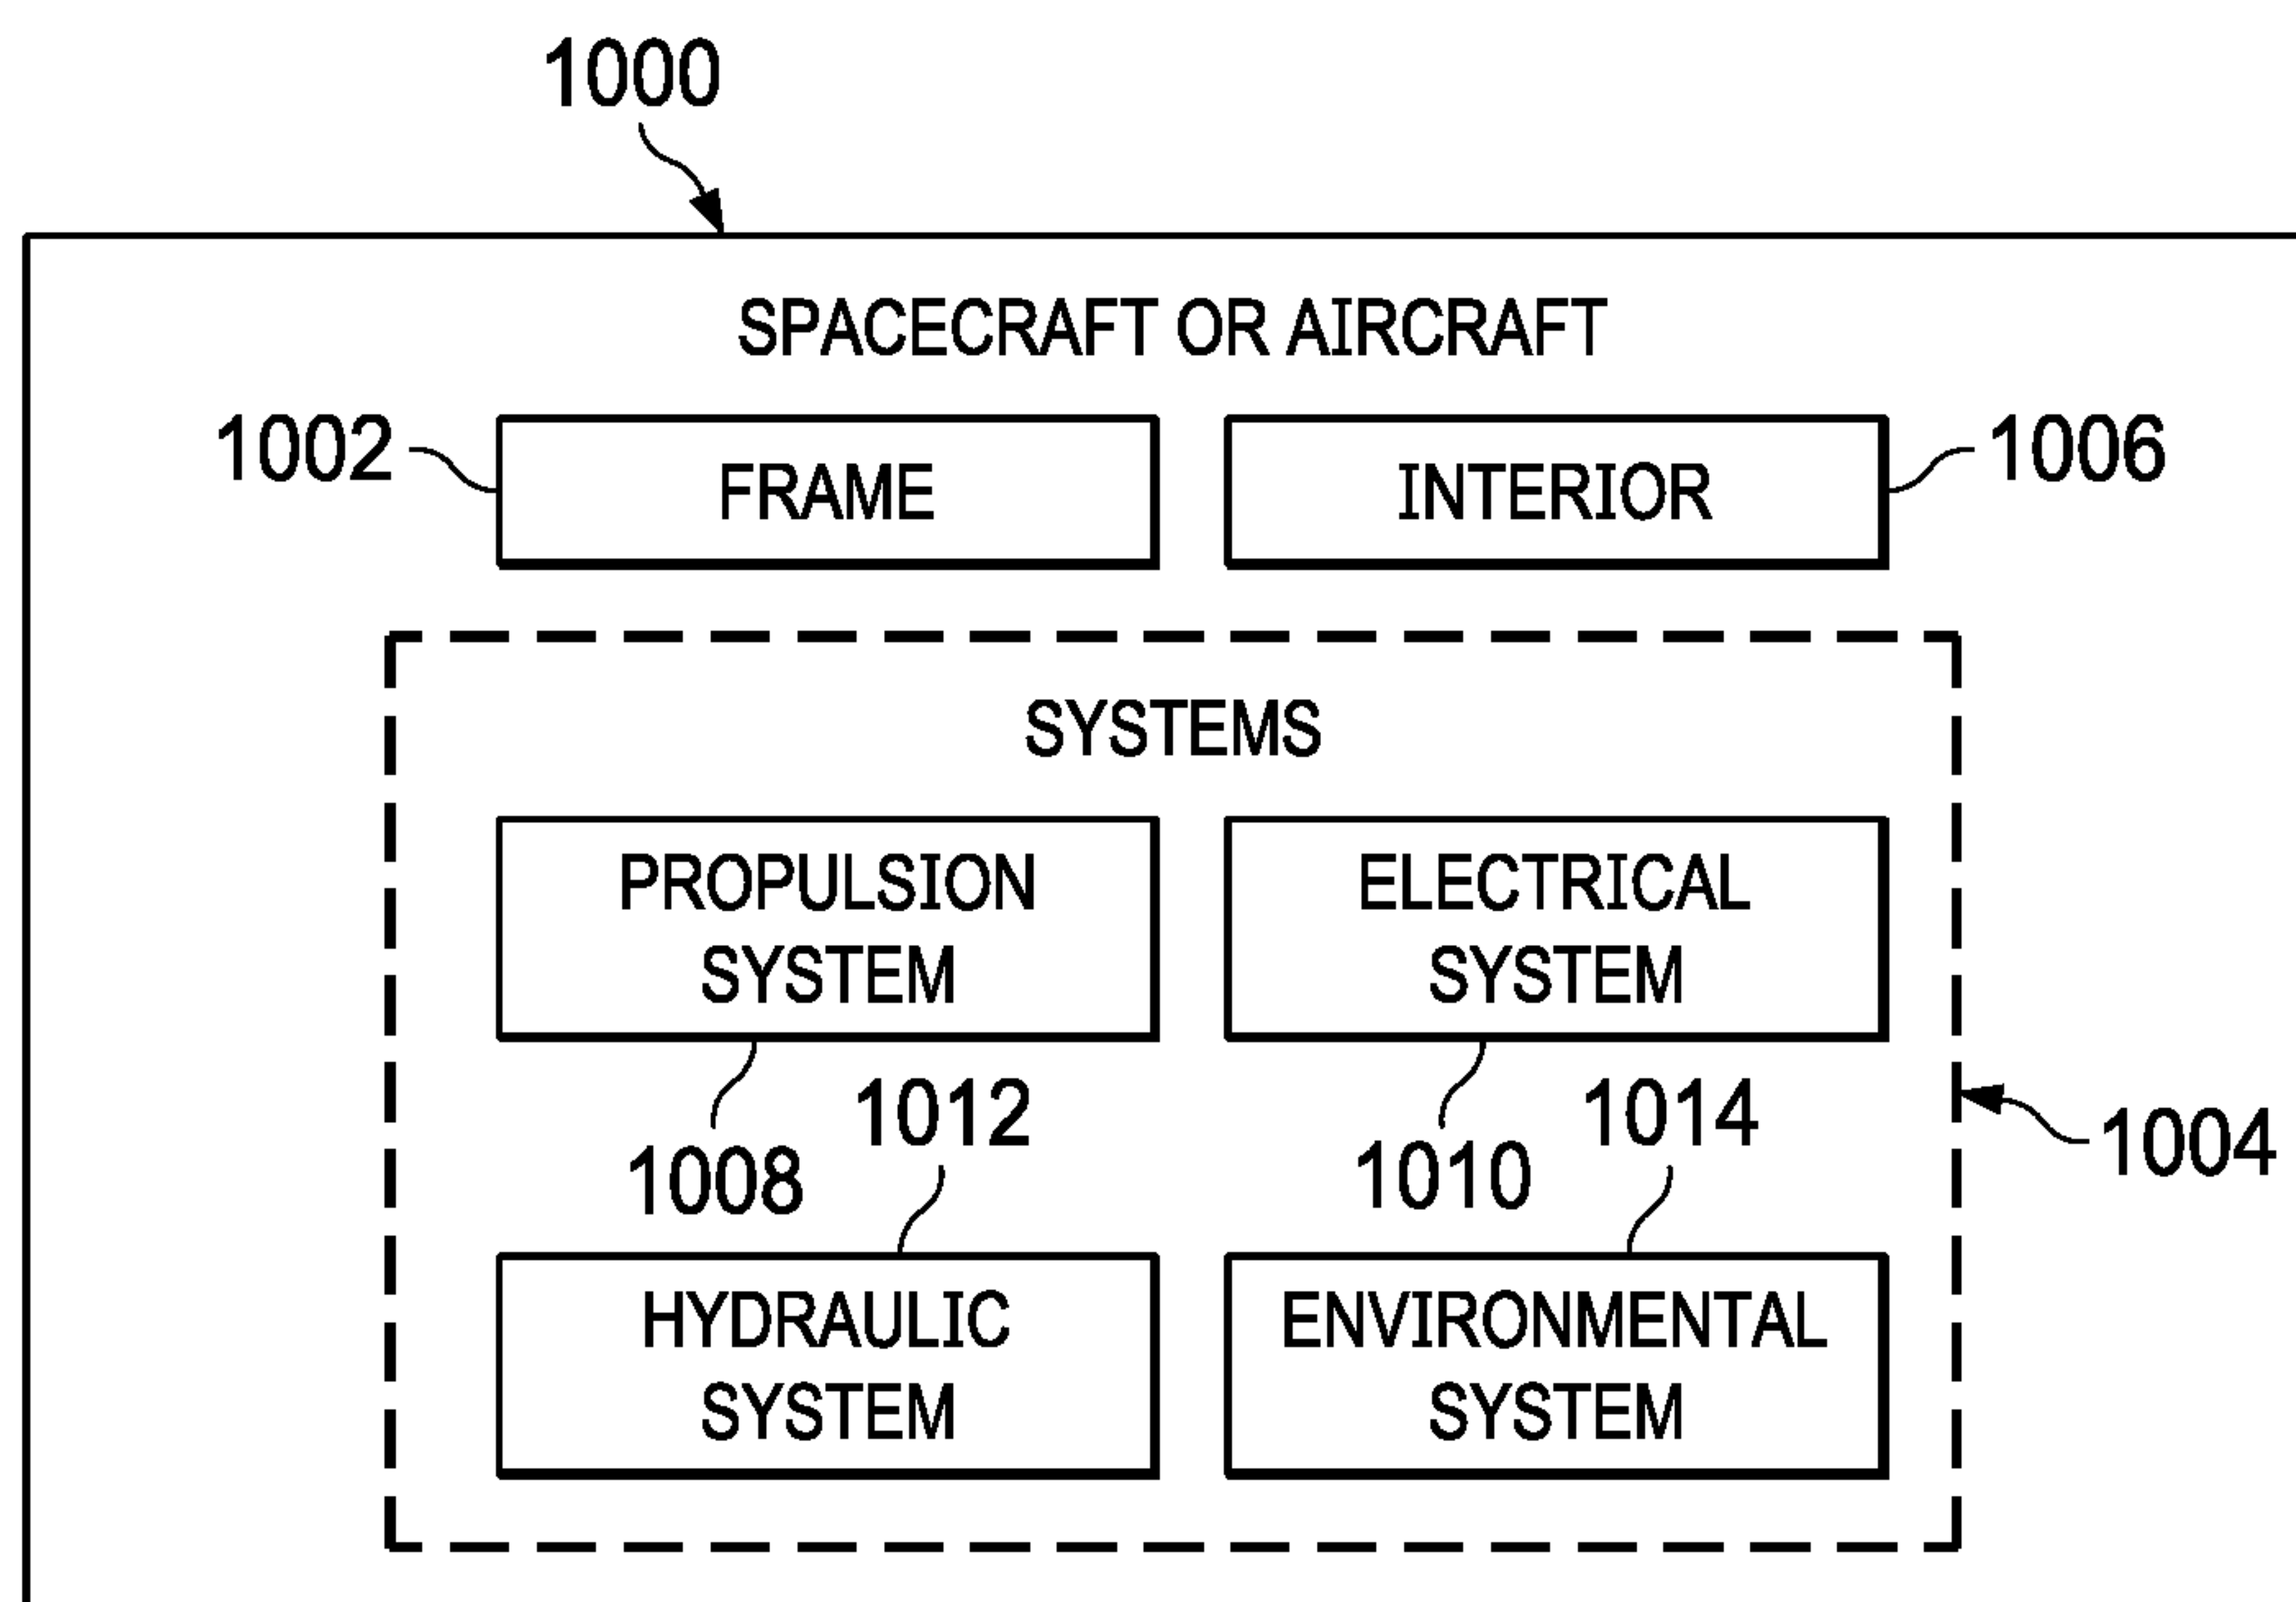 1000
SPACECRAFT OR AIRCRAFT
1002
FRAME
INTERIOR
1006
SYSTEMS
PROPULSION
SYSTEM
ELECTRICAL
SYSTEM
1008
1012
1010
1014
1004
HYDRAULIC
SYSTEM
ENVIRONMENTAL
SYSTEM